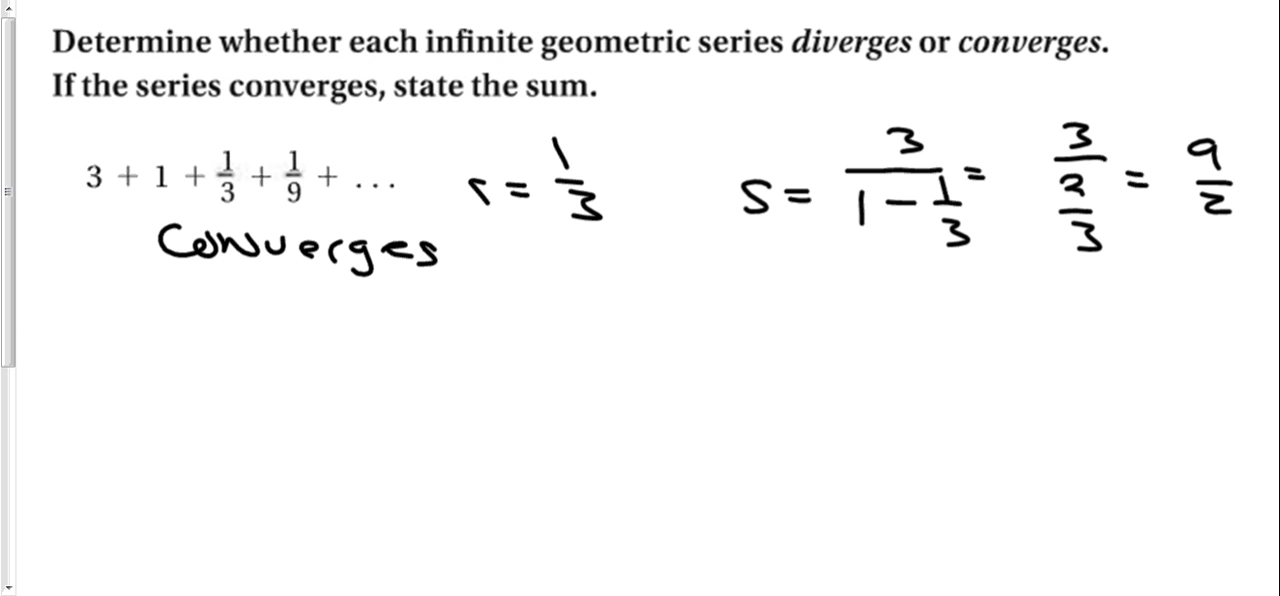 Determine whether each infinite geometric series diverges or converges.
If the series converges, state the sum.
3 + 1 + 1/3 + 1/9 + ... r = 1/3 S = 3/(1 - 1/3) = 3/(2/3) = 9/2
Converges